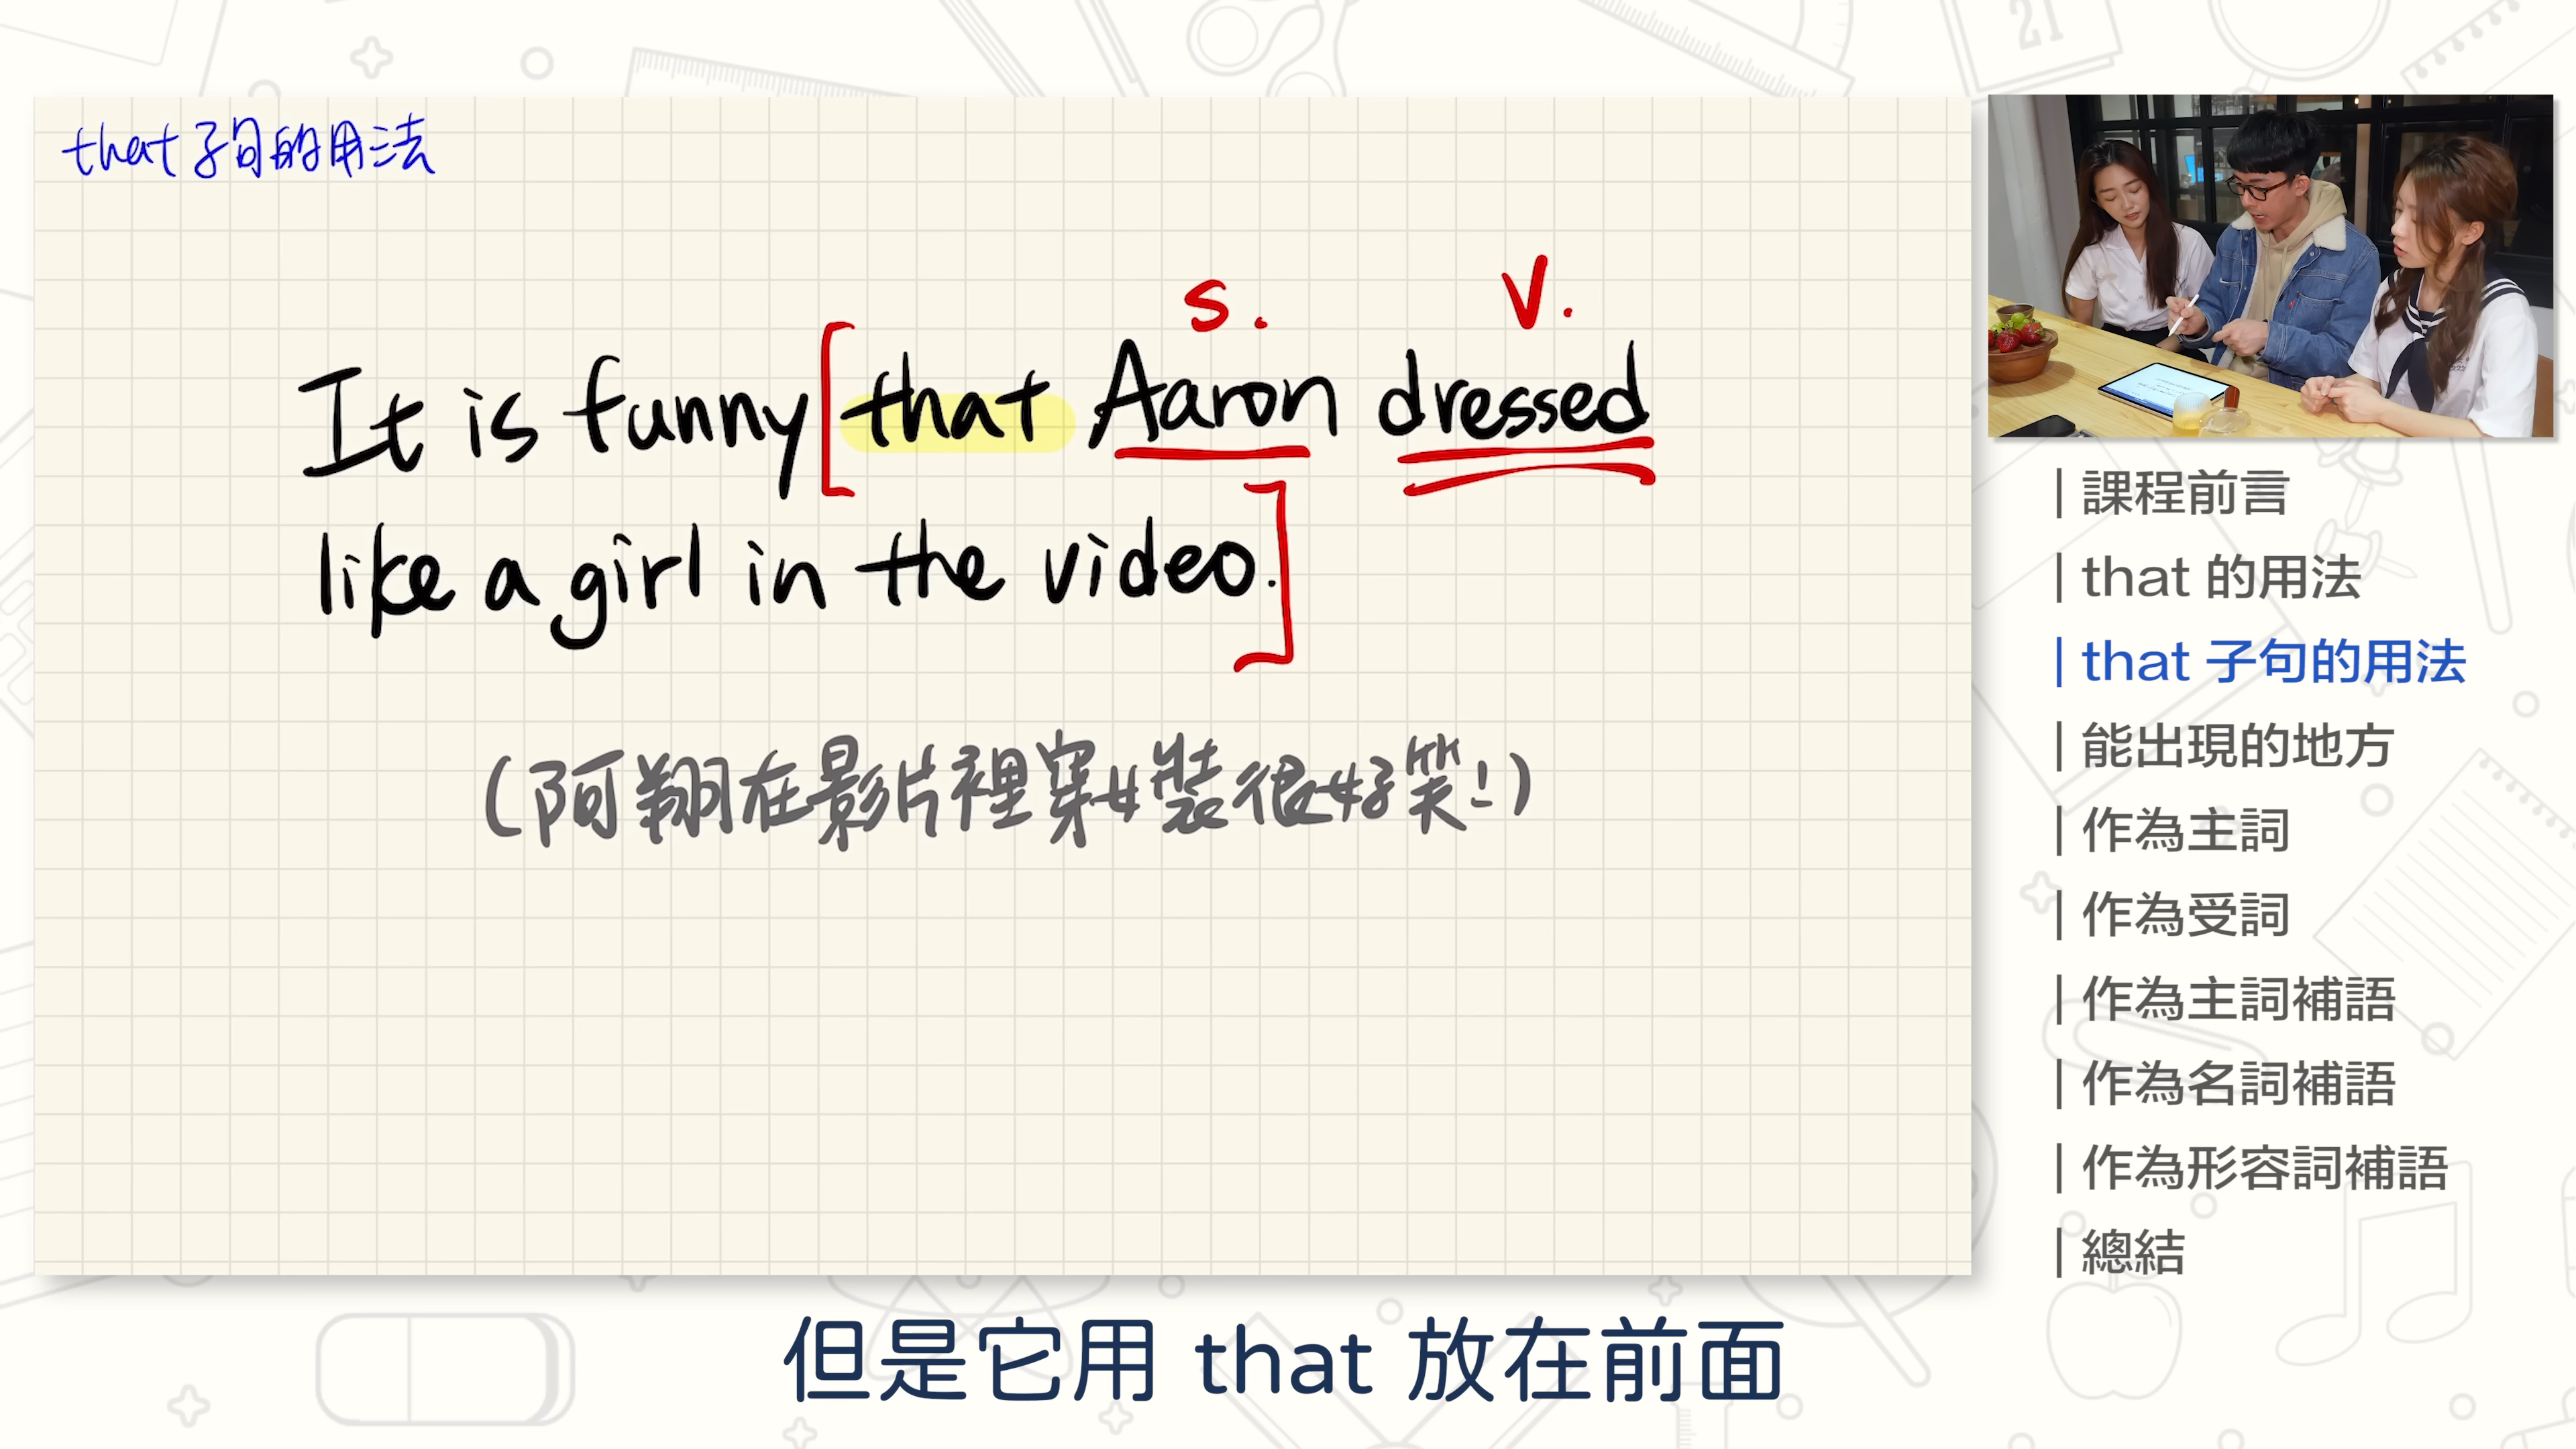 that 子句的用法
s. v.
It is funny [that Aaron dressed
like a girl in the video.]
(阿翔在影片裡穿女裝很好笑!)
| 課程前言
| that 的用法
| that 子句的用法
| 能出現的地方
| 作為主詞
| 作為受詞
| 作為主詞補語
| 作為名詞補語
| 作為形容詞補語
| 總結
但是它用 that 放在前面
21